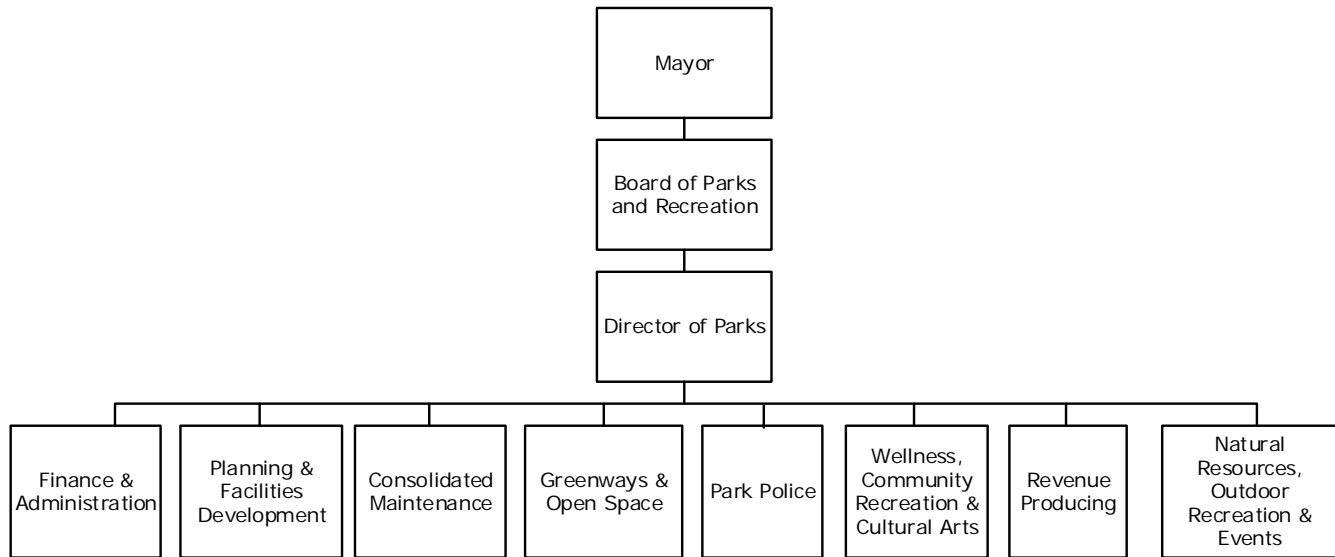 Mayor
Board of Parks
and Recreation
Director of Parks
Finance &
Administration
Planning &
Facilities
Development
Consolidated
Maintenance
Greenways &
Open Space
Park Police
Wellness,
Community
Recreation &
Cultural Arts
Revenue
Producing
Natural
Resources,
Outdoor
Recreation &
Events